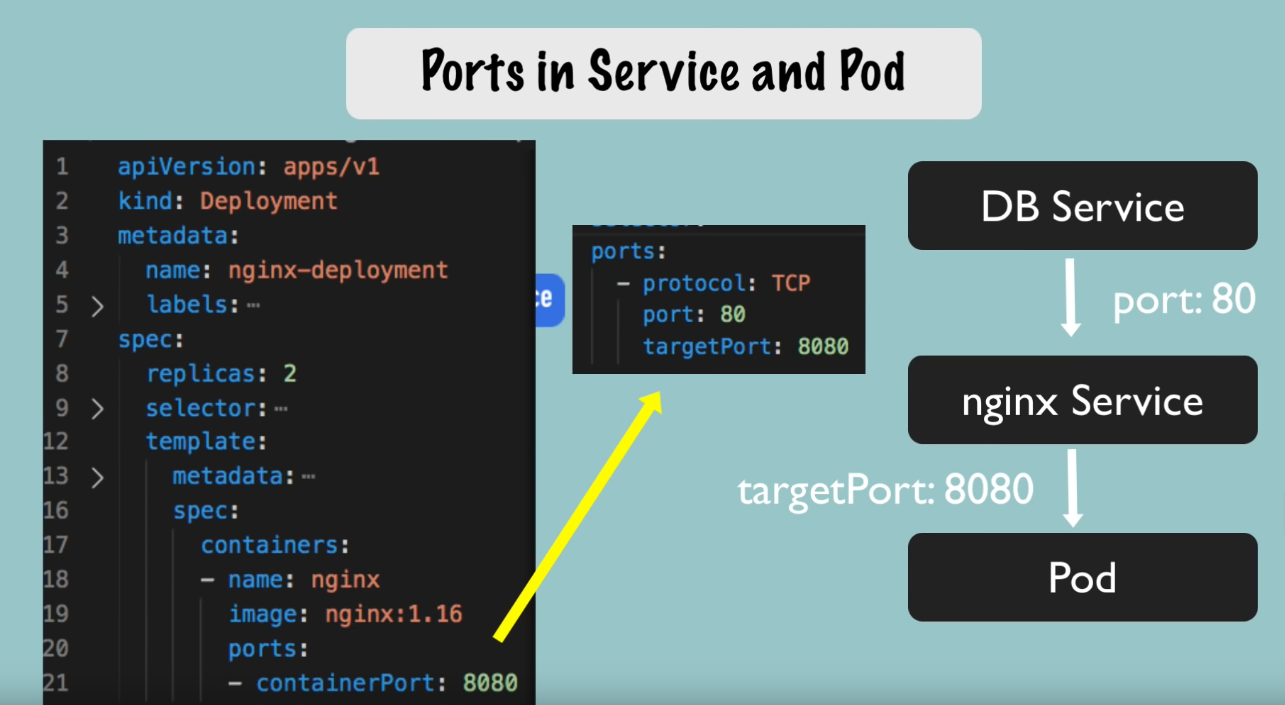 Ports in Service and Pod
1 apiVersion: apps/v1
2 kind: Deployment
3 metadata:
4 name: nginx-deployment
5 > labels: ⋯
7 spec:
8 replicas: 2
9 > selector: ⋯
12 template:
13 > metadata: ⋯
16 spec:
17 containers:
18 - name: nginx
19 image: nginx:1.16
20 ports:
21 - containerPort: 8080
ce
ports:
- protocol: TCP
port: 80
targetPort: 8080
DB Service
port: 80
nginx Service
targetPort: 8080
Pod